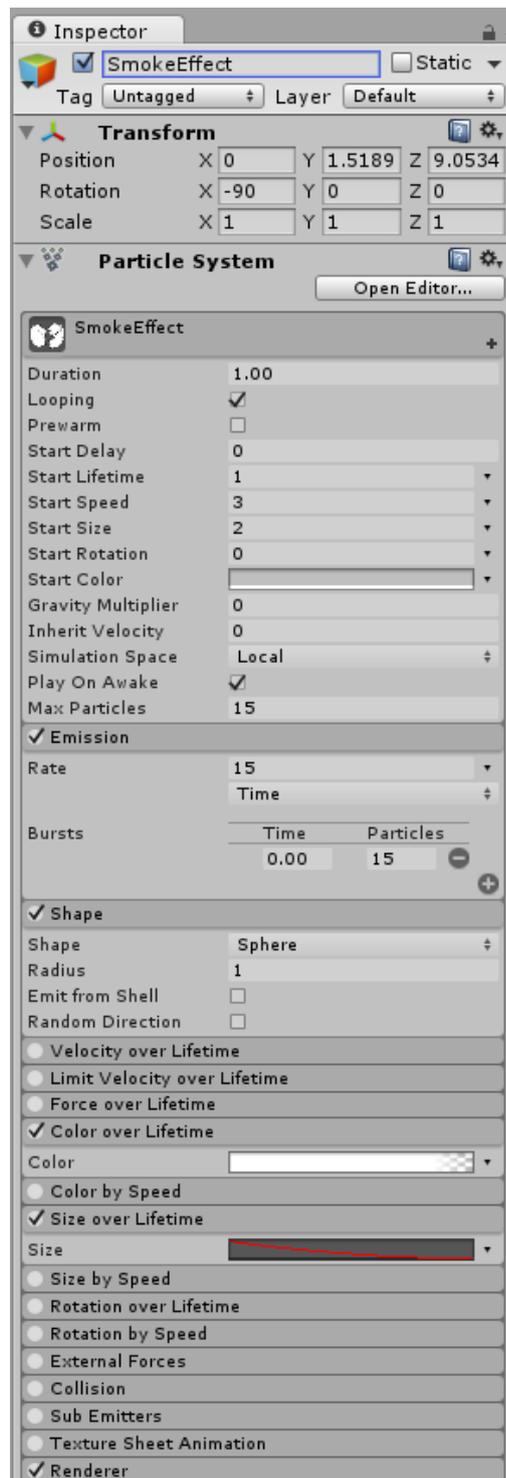 Inspector
SmokeEffect Static
Tag Untagged Layer Default
Transform
Position X 0 Y 1.5189 Z 9.0534
Rotation X -90 Y 0 Z 0
Scale X 1 Y 1 Z 1
Particle System
Open Editor...
SmokeEffect
Duration 1.00
Looping
Prewarm
Start Delay 0
Start Lifetime 1
Start Speed 3
Start Size 2
Start Rotation 0
Start Color
Gravity Multiplier 0
Inherit Velocity 0
Simulation Space Local
Play On Awake
Max Particles 15
Emission
Rate 15
Time
Bursts Time Particles
0.00 15
Shape
Shape Sphere
Radius 1
Emit from Shell
Random Direction
Velocity over Lifetime
Limit Velocity over Lifetime
Force over Lifetime
Color over Lifetime
Color
Color by Speed
Size over Lifetime
Size
Size by Speed
Rotation over Lifetime
Rotation by Speed
External Forces
Collision
Sub Emitters
Texture Sheet Animation
Renderer